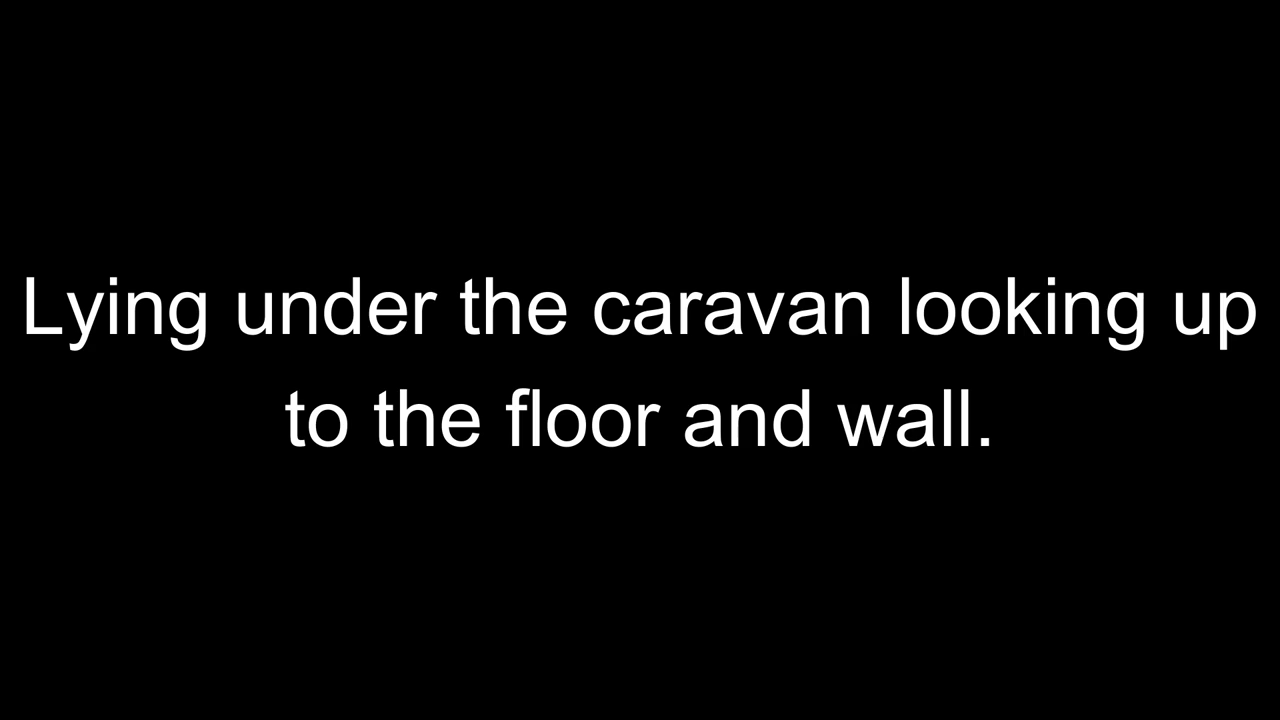 Lying under the caravan looking up
to the floor and wall.